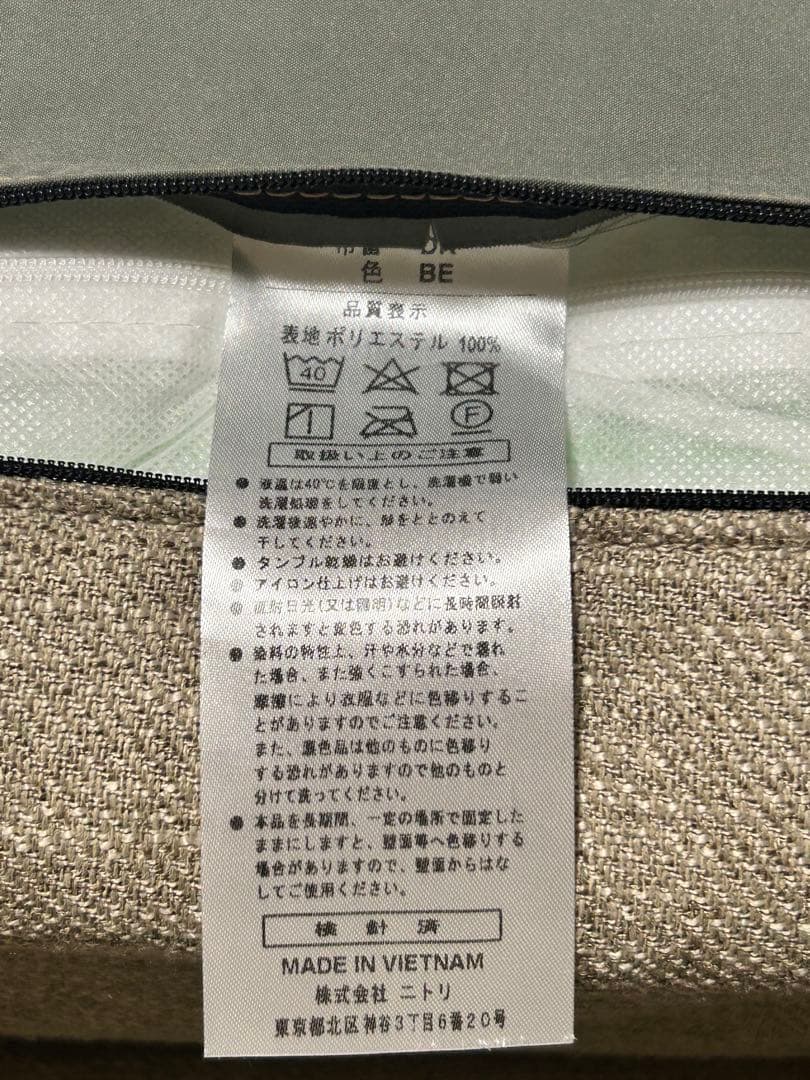 色 BE
品質表示
表地 ポリエステル 100%
40
F
取扱い上のご注意
● 液温は40℃を限度とし、洗濯機で弱い
洗濯処理をしてください。
● 洗濯後速やかに、形をととのえて
干してください。
● タンブル乾燥はお避けください。
● アイロン仕上げはお避けください。
● 直射日光(又は照明)などに長時間照射
されますと変色する恐れがあります。
● 染料の特性上、汗や水分などで濡れ
た場合、また強くこすられた場合、
摩擦により衣服などに色移りするこ
とがありますのでご注意ください。
また、濃色品は他のものに色移り
する恐れがありますので他のものと
分けて洗ってください。
● 本品を長期間、一定の場所で固定した
ままにしますと、壁面等へ色移りする
場合がありますので、壁面からはな
してご使用ください。
検針済
MADE IN VIETNAM
株式会社 ニトリ
東京都北区神谷3丁目6番20号